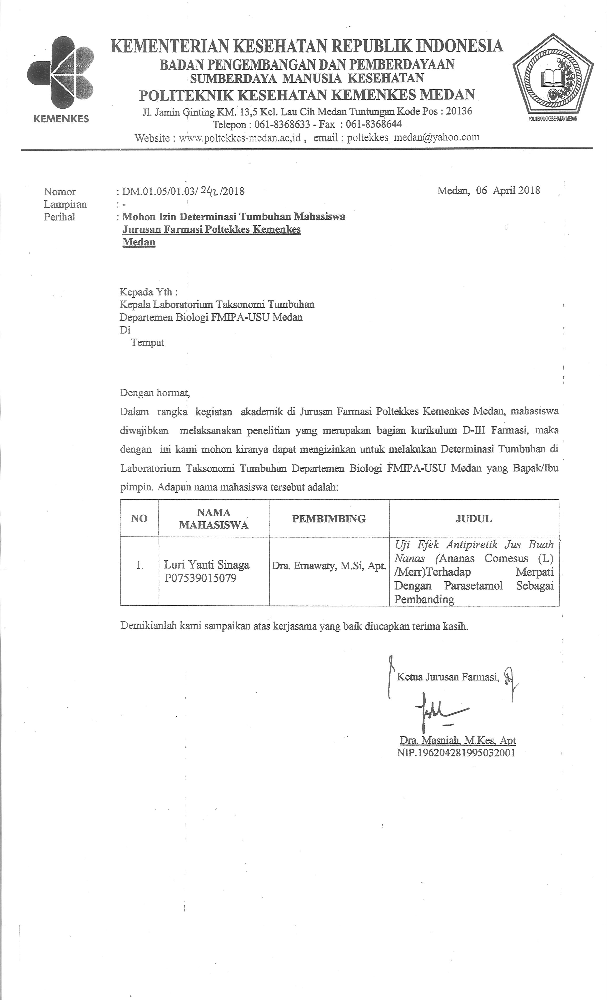 KEMENTERIAN KESEHATAN REPUBLIK INDONESIA
BADAN PENGEMBANGAN DAN PEMBERDAYAAN
SUMBERDAYA MANUSIA KESEHATAN
POLITEKNIK KESEHATAN KEMENKES MEDAN
Jl. Jamin Ginting KM. 13,5 Kel. Lau Cih Medan Tuntungan Kode Pos : 20136
Telepon : 061-8368633 - Fax : 061-8368644
Website : www.poltekkes-medan.ac,id , email : poltekkes_medan@yahoo.com
KEMENKES
POLITEKNIK KESEHATAN MEDAN
Nomor : DM.01.05/01.03/ 242 /2018 Medan, 06 April 2018
Lampiran : -
Perihal : Mohon Izin Determinasi Tumbuhan Mahasiswa
Jurusan Farmasi Poltekkes Kemenkes
Medan
Kepada Yth :
Kepala Laboratorium Taksonomi Tumbuhan
Departemen Biologi FMIPA-USU Medan
Di
Tempat
Dengan hormat,
Dalam rangka kegiatan akademik di Jurusan Farmasi Poltekkes Kemenkes Medan, mahasiswa
diwajibkan melaksanakan penelitian yang merupakan bagian kurikulum D-III Farmasi, maka
dengan ini kami mohon kiranya dapat mengizinkan untuk melakukan Determinasi Tumbuhan di
Laboratorium Taksonomi Tumbuhan Departemen Biologi FMIPA-USU Medan yang Bapak/Ibu
pimpin. Adapun nama mahasiswa tersebut adalah:
NO
NAMA
MAHASISWA
PEMBIMBING
JUDUL
1.
Luri Yanti Sinaga
P07539015079
Dra. Ernawaty, M.Si, Apt.
Uji Efek Antipiretik Jus Buah
Nanas (Ananas Comesus (L)
/Merr)Terhadap Merpati
Dengan Parasetamol Sebagai
Pembanding
Demikianlah kami sampaikan atas kerjasama yang baik diucapkan terima kasih.
Ketua Jurusan Farmasi,
Dra. Masniah, M.Kes, Apt
NIP.196204281995032001